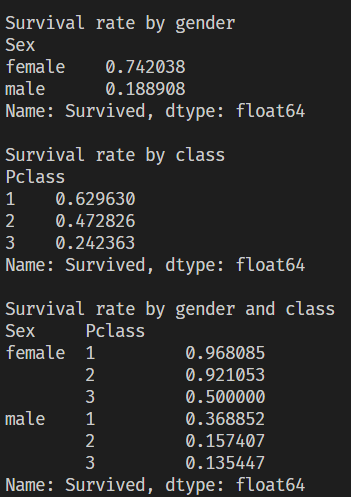 Survival rate by gender
Sex
female    0.742038
male      0.188908
Name: Survived, dtype: float64

Survival rate by class
Pclass
1    0.629630
2    0.472826
3    0.242363
Name: Survived, dtype: float64

Survival rate by gender and class
Sex     Pclass
female  1         0.968085
        2         0.921053
        3         0.500000
male    1         0.368852
        2         0.157407
        3         0.135447
Name: Survived, dtype: float64